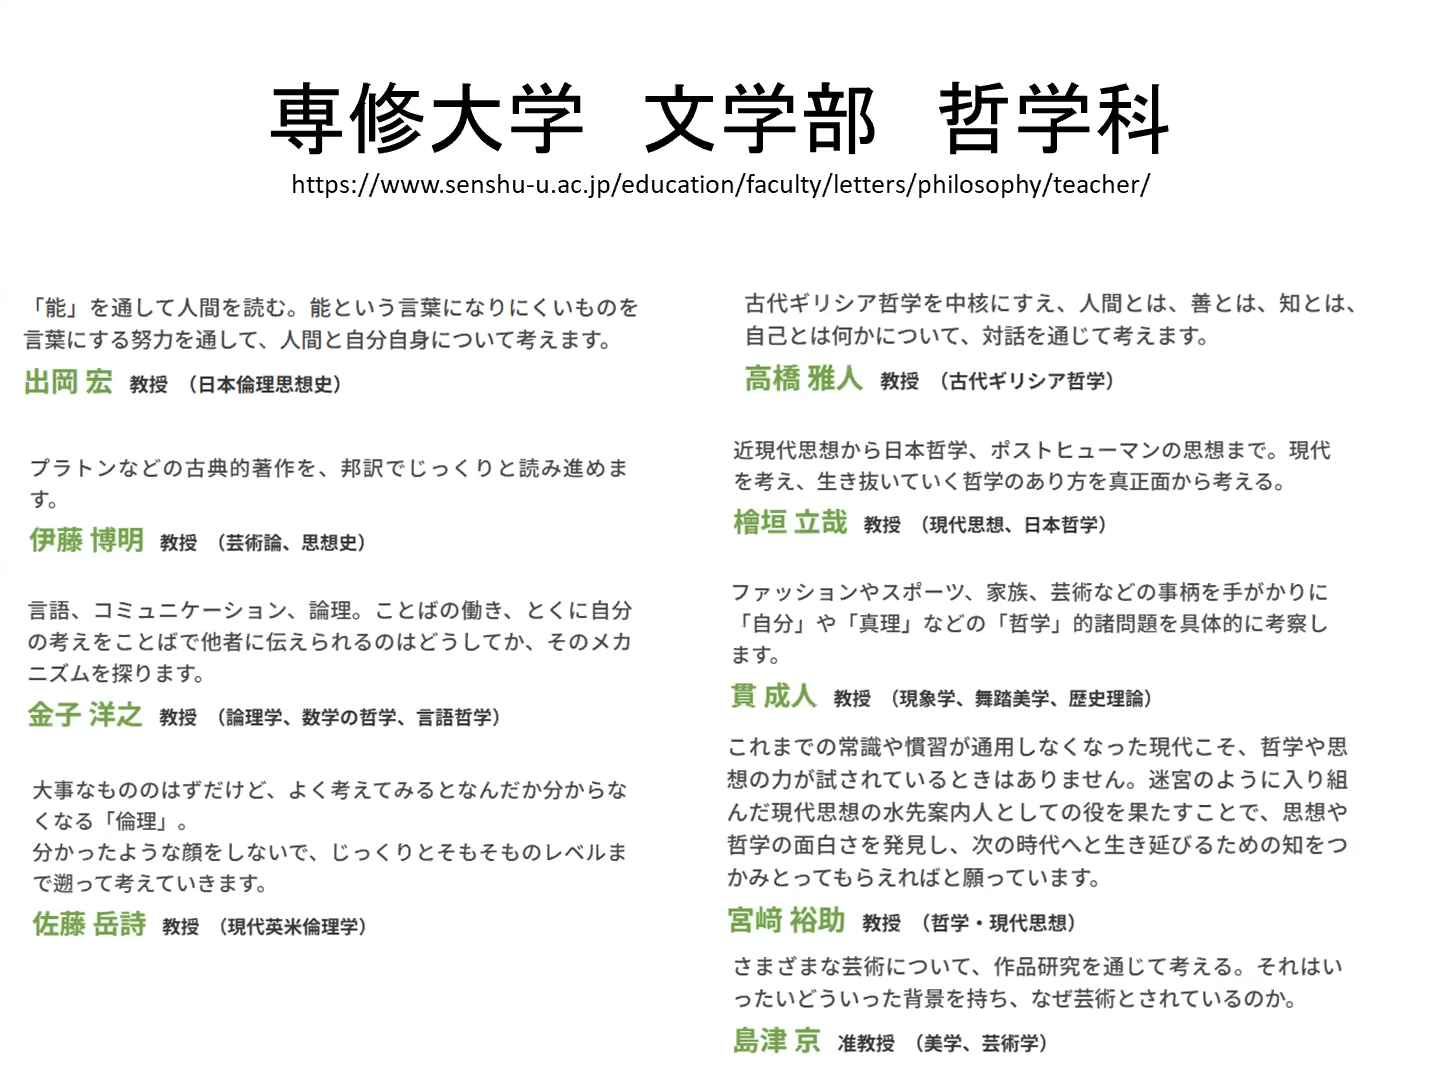 専修大学　文学部　哲学科
https://www.senshu-u.ac.jp/education/faculty/letters/philosophy/teacher/
「能」を通して人間を読む。能という言葉になりにくいものを
言葉にする努力を通して、人間と自分自身について考えます。
出岡 宏 教授 （日本倫理思想史）
プラトンなどの古典的著作を、邦訳でじっくりと読み進めま
す。
伊藤 博明 教授 （芸術論、思想史）
言語、コミュニケーション、論理。ことばの働き、とくに自分
の考えをことばで他者に伝えられるのはどうしてか、そのメカ
ニズムを探ります。
金子 洋之 教授 （論理学、数学の哲学、言語哲学）
大事なもののはずだけど、よく考えてみるとなんだか分からな
くなる「倫理」。
分かったような顔をしないで、じっくりとそもそものレベルま
で遡って考えていきます。
佐藤 岳詩 教授 （現代英米倫理学）
古代ギリシア哲学を中核にすえ、人間とは、善とは、知とは、
自己とは何かについて、対話を通じて考えます。
高橋 雅人 教授 （古代ギリシア哲学）
近現代思想から日本哲学、ポストヒューマンの思想まで。現代
を考え、生き抜いていく哲学のあり方を真正面から考える。
檜垣 立哉 教授 （現代思想、日本哲学）
ファッションやスポーツ、家族、芸術などの事柄を手がかりに
「自分」や「真理」などの「哲学」的諸問題を具体的に考察し
ます。
貫 成人 教授 （現象学、舞踏美学、歴史理論）
これまでの常識や慣習が通用しなくなった現代こそ、哲学や思
想の力が試されているときはありません。迷宮のように入り組
んだ現代思想の水先案内人としての役を果たすことで、思想や
哲学の面白さを発見し、次の時代へと生き延びるための知をつ
かみとってもらえればと願っています。
宮﨑 裕助 教授 （哲学・現代思想）
さまざまな芸術について、作品研究を通じて考える。それはい
ったいどういった背景を持ち、なぜ芸術とされているのか。
島津 京 准教授 （美学、芸術学）